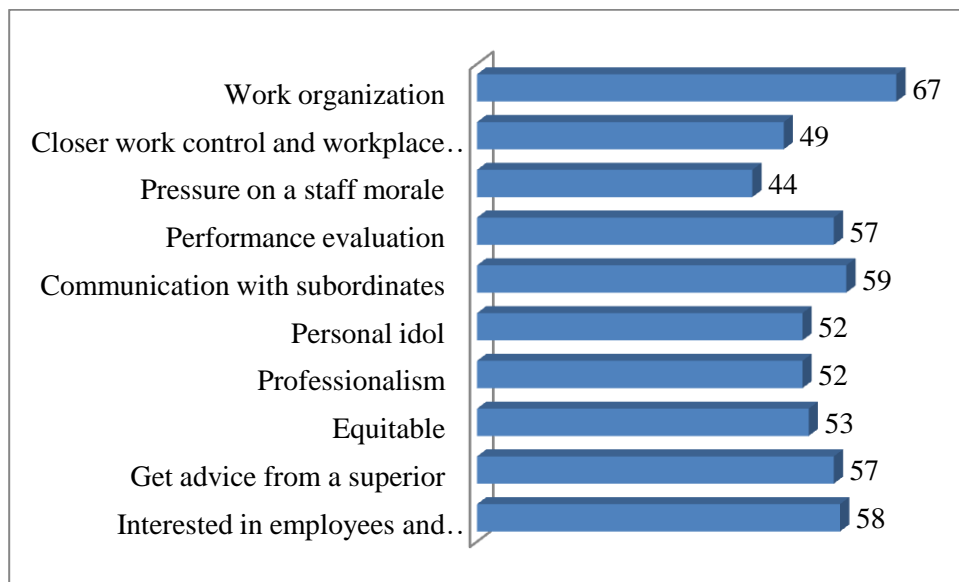 Work organization 67
Closer work control and workplace.. 49
Pressure on a staff morale 44
Performance evaluation 57
Communication with subordinates 59
Personal idol 52
Professionalism 52
Equitable 53
Get advice from a superior 57
Interested in employees and.. 58